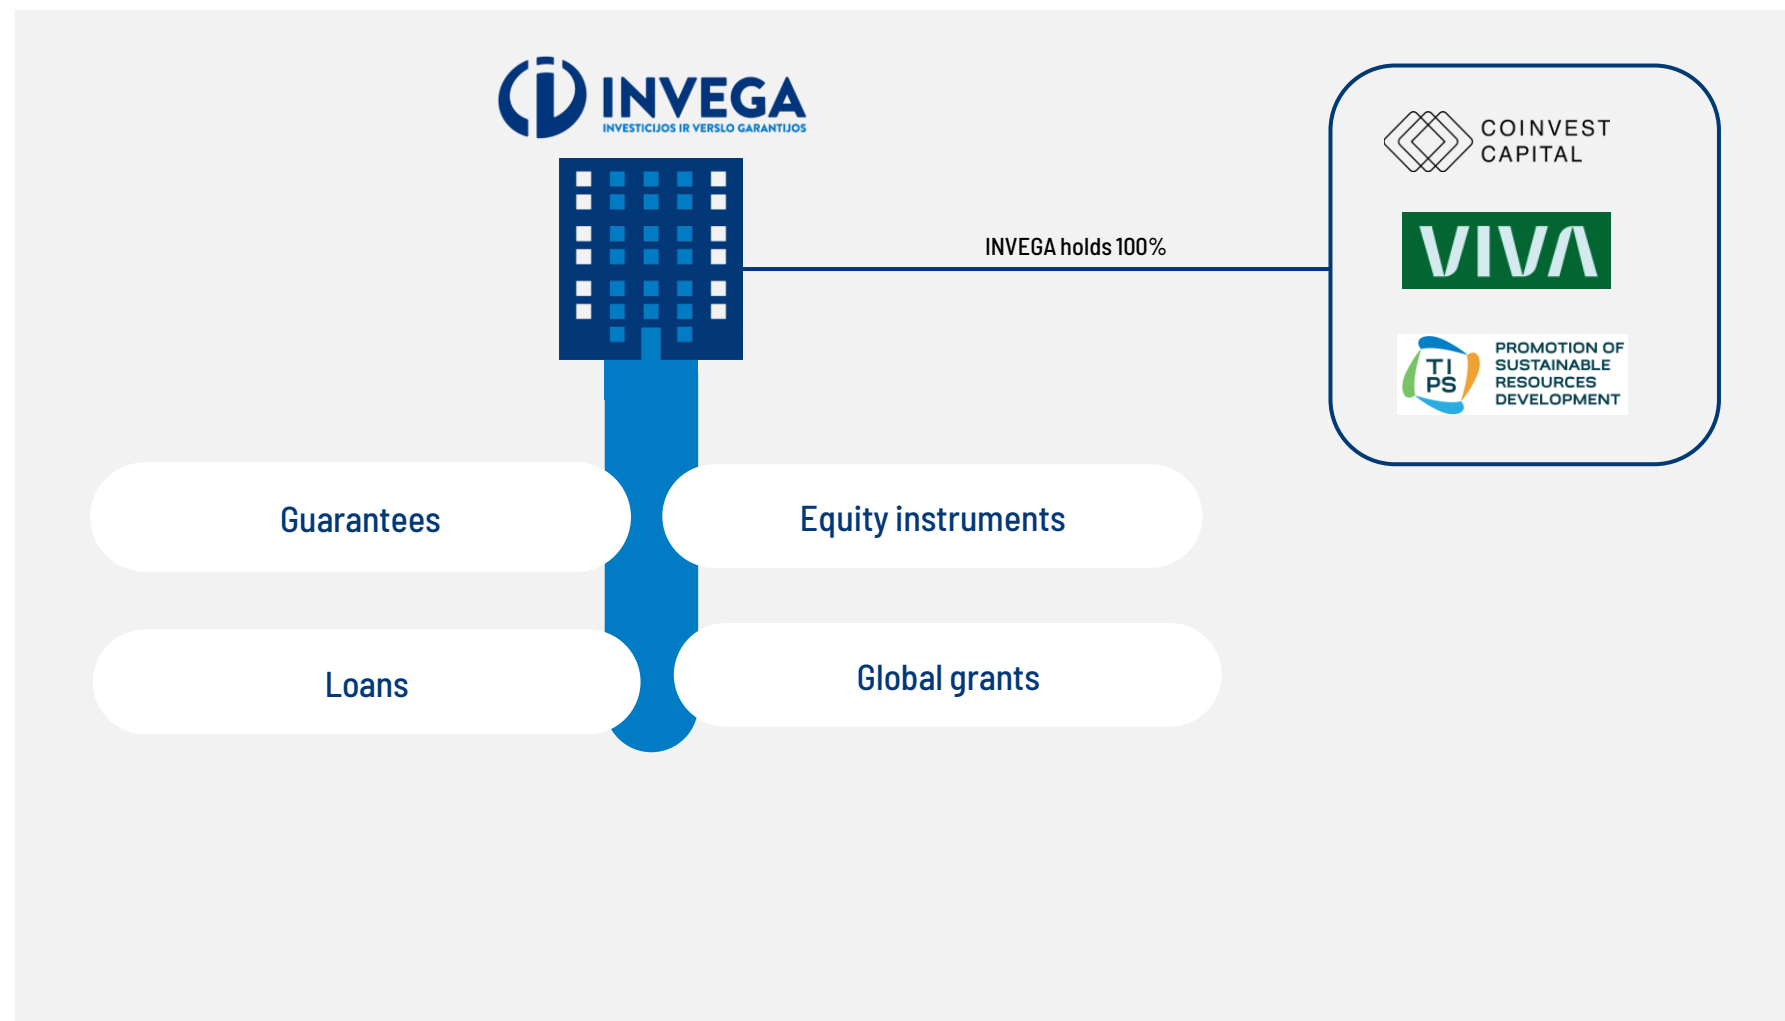 INVEGA
INVESTICIJOS IR VERSLO GARANTIJOS
COINVEST
CAPITAL
INVEGA holds 100%
VIVA
TI
PS
PROMOTION OF
SUSTAINABLE
RESOURCES
DEVELOPMENT
Guarantees
Equity instruments
Loans
Global grants